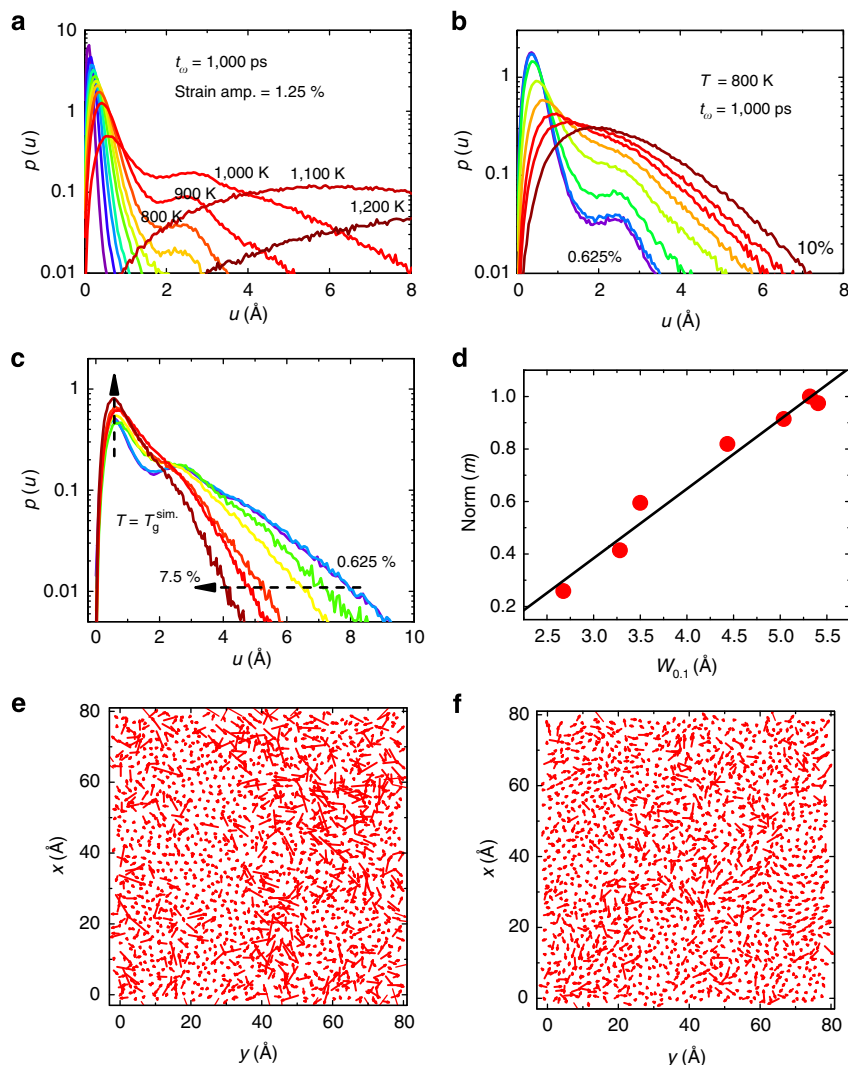 a
10
1
0.1
0.01
p (u)
t_ω = 1,000 ps
Strain amp. = 1.25 %
1,000 K
1,100 K
900 K
800 K
1,200 K
0 2 4 6 8
u (Å)
b
1
0.1
0.01
p (u)
T = 800 K
t_ω = 1,000 ps
0.625%
10%
0 1 2 3 4 5 6 7 8
u (Å)
c
1
0.1
0.01
p (u)
T = T_g^sim.
7.5 %
0.625 %
0 2 4 6 8 10
u (Å)
d
1.0
0.8
0.6
0.4
0.2
Norm (m)
2.5 3.0 3.5 4.0 4.5 5.0 5.5
W_0.1 (Å)
e
80
60
40
20
0
x (Å)
0 20 40 60 80
y (Å)
f
80
60
40
20
0
x (Å)
0 20 40 60 80
y (Å)